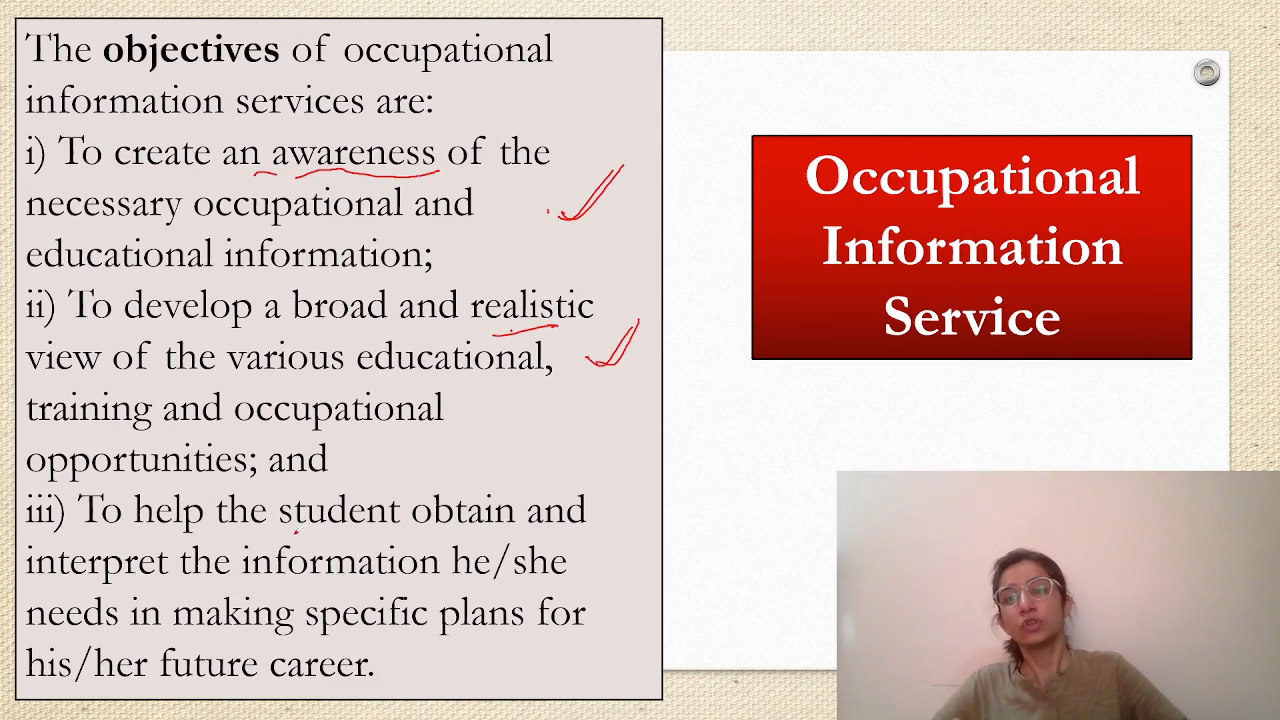 The objectives of occupational
information services are:
i) To create an awareness of the
necessary occupational and
educational information;
ii) To develop a broad and realistic
view of the various educational,
training and occupational
opportunities; and
iii) To help the student obtain and
interpret the information he/she
needs in making specific plans for
his/her future career.
Occupational
Information
Service